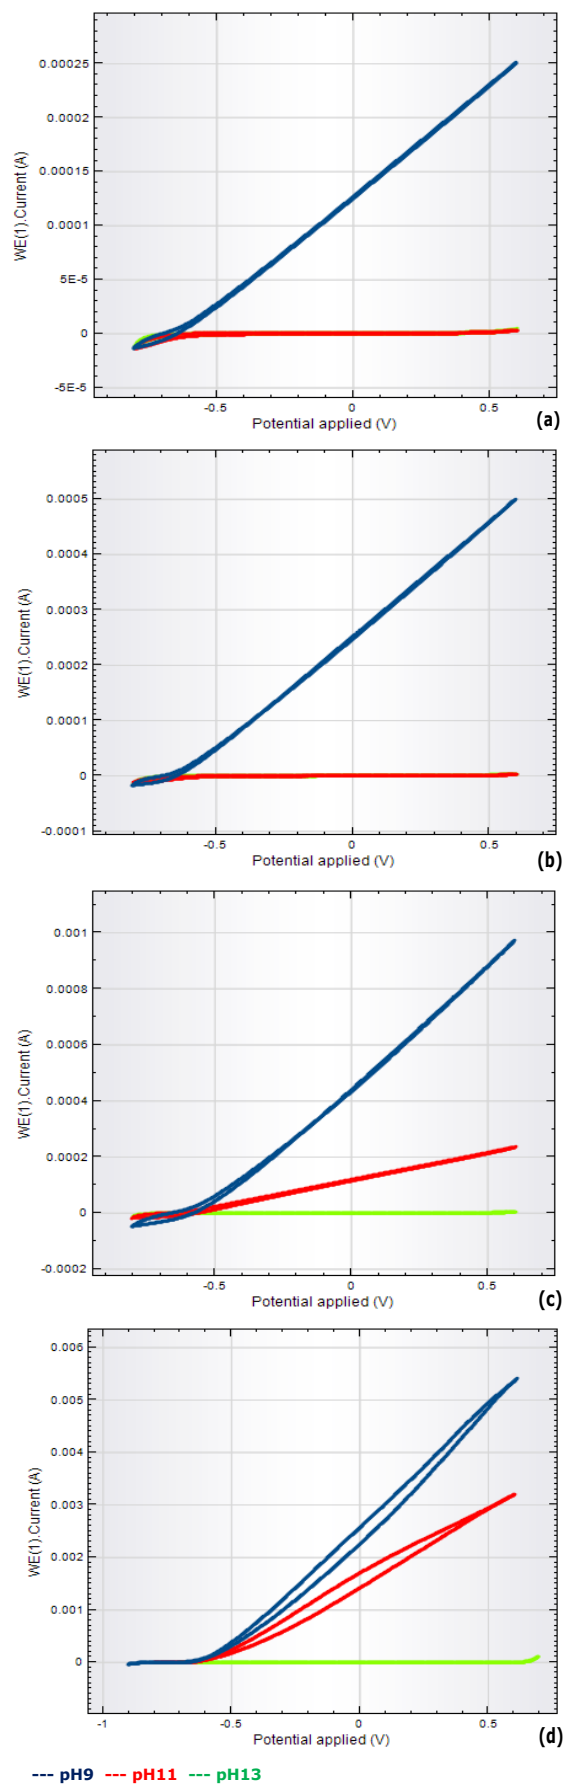 0.00025
0.0002
0.00015
0.0001
5E-5
0
-5E-5
WE(1).Current (A)
-0.5 0 0.5
Potential applied (V)
(a)
0.0005
0.0004
0.0003
0.0002
0.0001
0
-0.0001
WE(1).Current (A)
-0.5 0 0.5
Potential applied (V)
(b)
0.001
0.0008
0.0006
0.0004
0.0002
0
-0.0002
WE(1).Current (A)
-0.5 0 0.5
Potential applied (V)
(c)
0.006
0.005
0.004
0.003
0.002
0.001
0
WE(1).Current (A)
-1 -0.5 0 0.5
Potential applied (V)
(d)
--- pH9 --- pH11 --- pH13